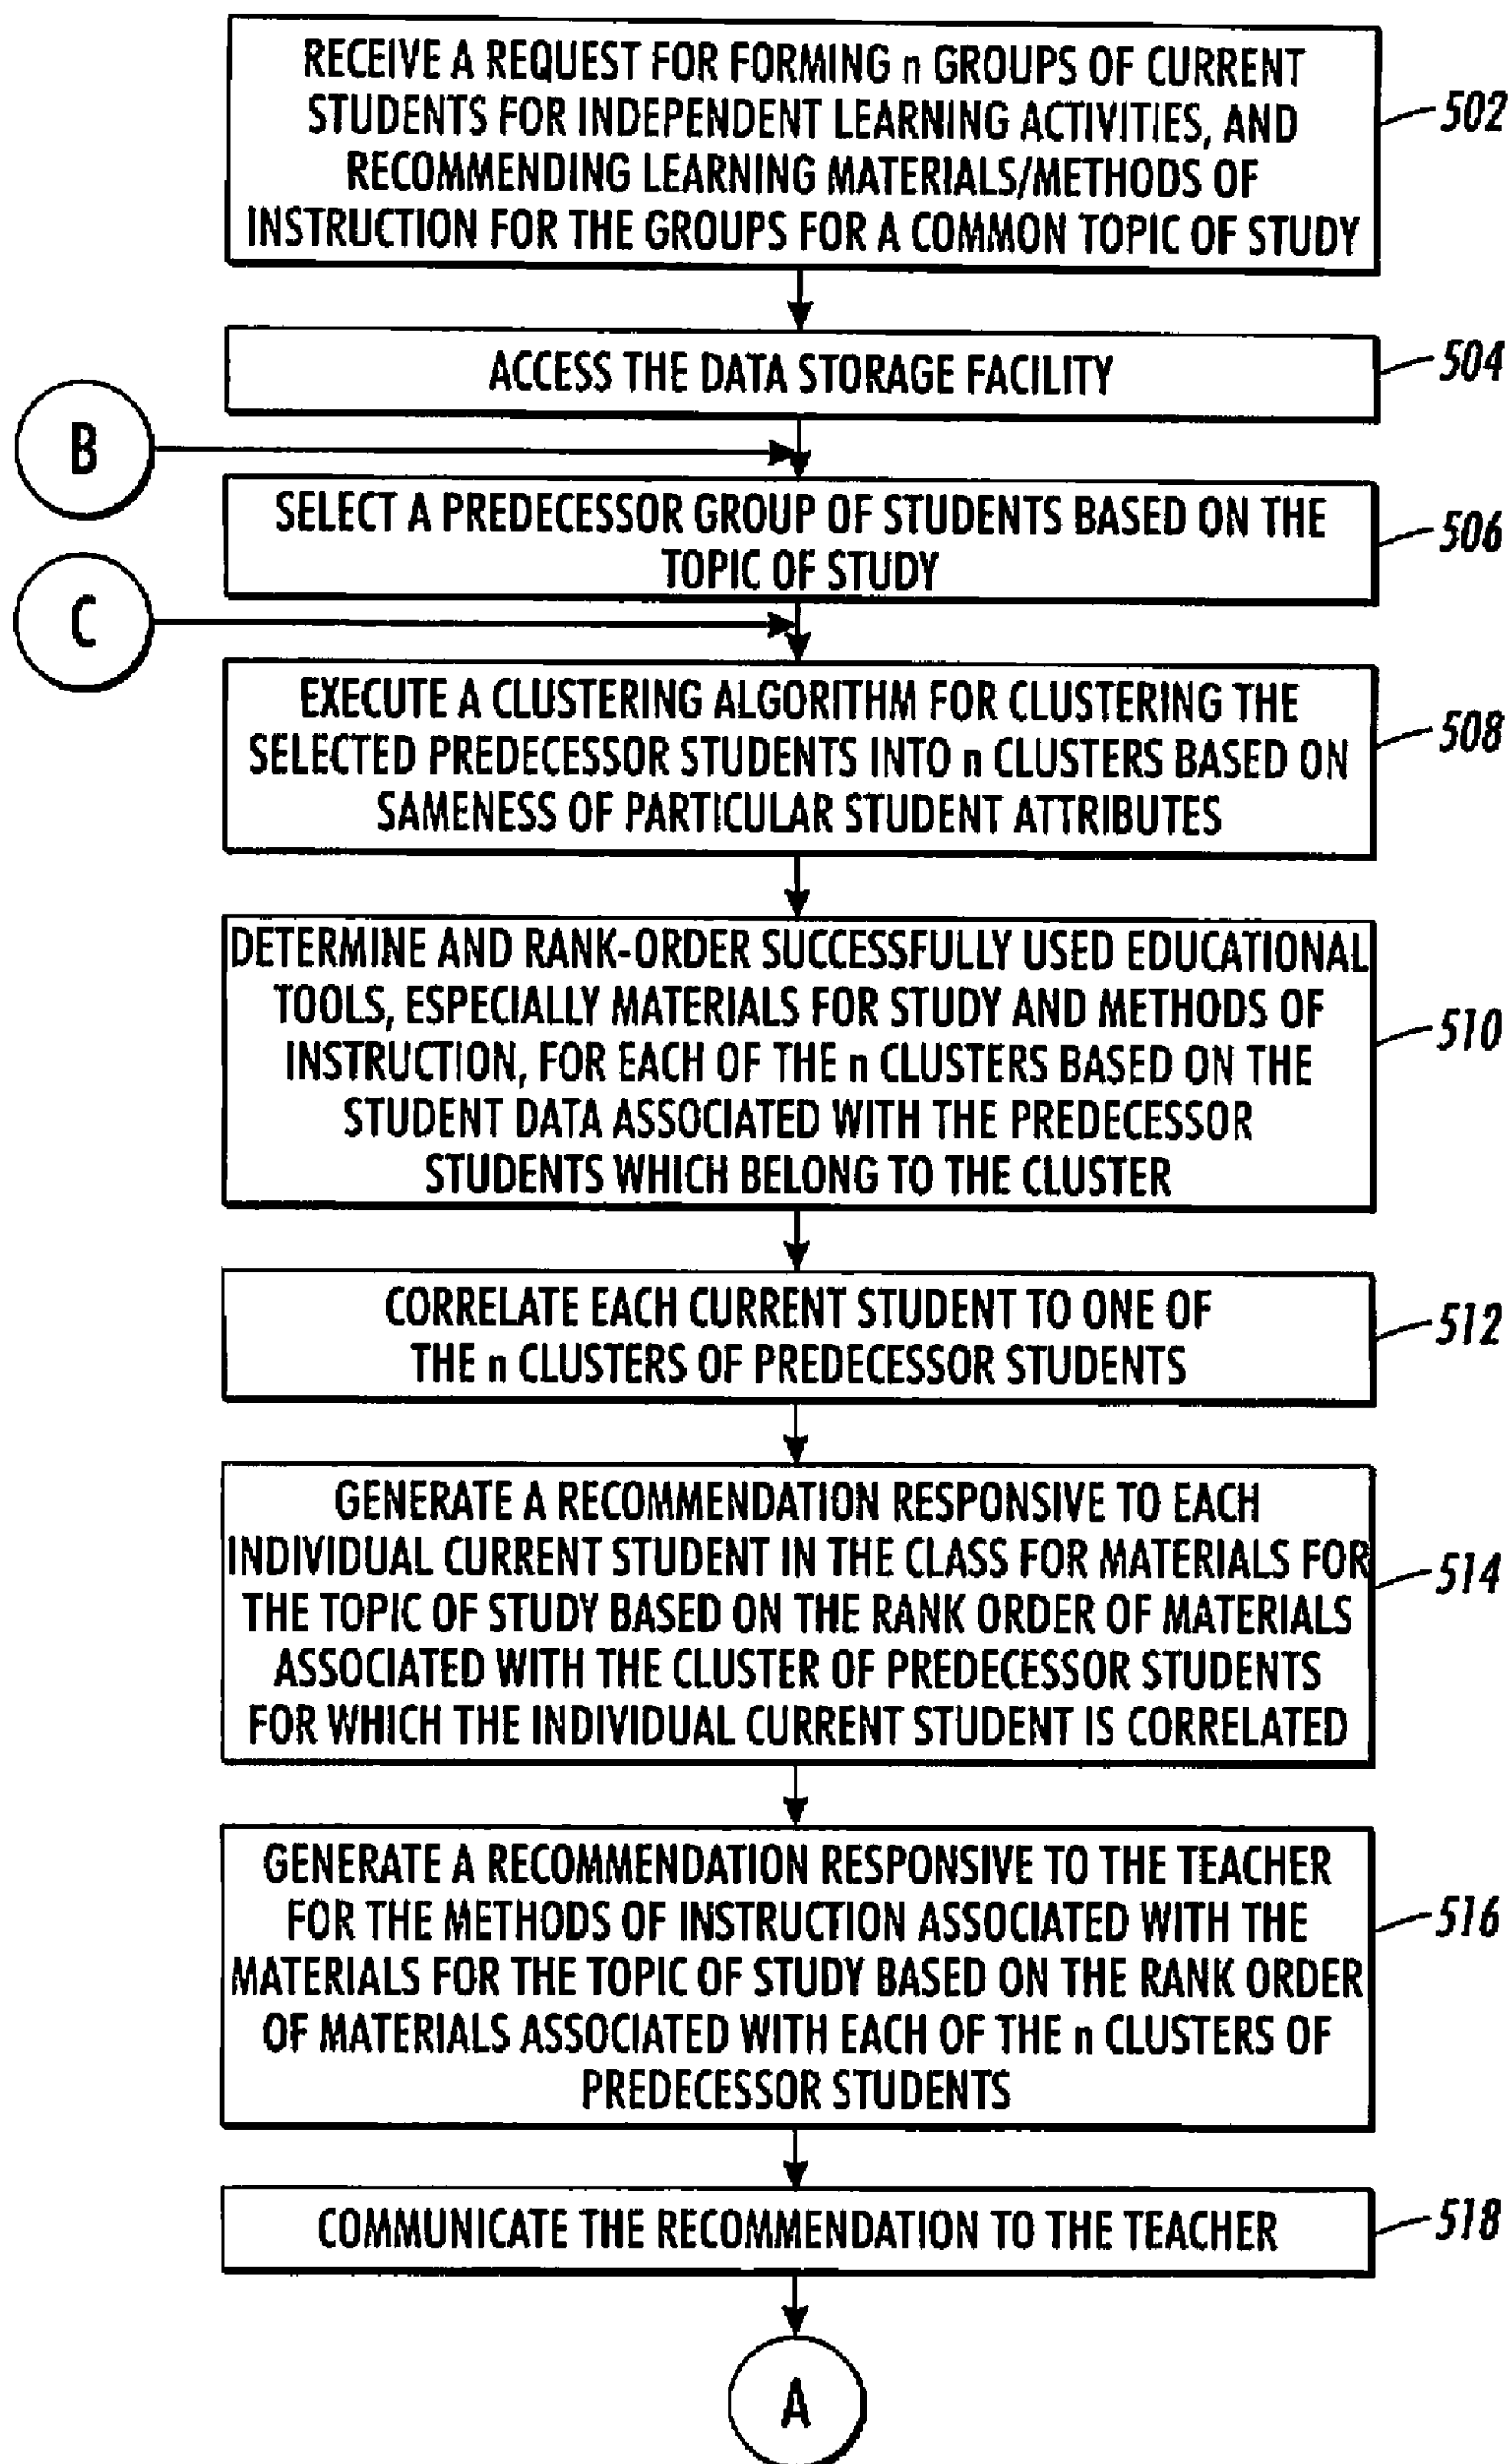 RECEIVE A REQUEST FOR FORMING n GROUPS OF CURRENT
STUDENTS FOR INDEPENDENT LEARNING ACTIVITIES, AND
RECOMMENDING LEARNING MATERIALS/METHODS OF
INSTRUCTION FOR THE GROUPS FOR A COMMON TOPIC OF STUDY
502
ACCESS THE DATA STORAGE FACILITY
504
B
SELECT A PREDECESSOR GROUP OF STUDENTS BASED ON THE
TOPIC OF STUDY
506
C
EXECUTE A CLUSTERING ALGORITHM FOR CLUSTERING THE
SELECTED PREDECESSOR STUDENTS INTO n CLUSTERS BASED ON
SAMENESS OF PARTICULAR STUDENT ATTRIBUTES
508
DETERMINE AND RANK-ORDER SUCCESSFULLY USED EDUCATIONAL
TOOLS, ESPECIALLY MATERIALS FOR STUDY AND METHODS OF
INSTRUCTION, FOR EACH OF THE n CLUSTERS BASED ON THE
STUDENT DATA ASSOCIATED WITH THE PREDECESSOR
STUDENTS WHICH BELONG TO THE CLUSTER
510
CORRELATE EACH CURRENT STUDENT TO ONE OF
THE n CLUSTERS OF PREDECESSOR STUDENTS
512
GENERATE A RECOMMENDATION RESPONSIVE TO EACH
INDIVIDUAL CURRENT STUDENT IN THE CLASS FOR MATERIALS FOR
THE TOPIC OF STUDY BASED ON THE RANK ORDER OF MATERIALS
ASSOCIATED WITH THE CLUSTER OF PREDECESSOR STUDENTS
FOR WHICH THE INDIVIDUAL CURRENT STUDENT IS CORRELATED
514
GENERATE A RECOMMENDATION RESPONSIVE TO THE TEACHER
FOR THE METHODS OF INSTRUCTION ASSOCIATED WITH THE
MATERIALS FOR THE TOPIC OF STUDY BASED ON THE RANK ORDER
OF MATERIALS ASSOCIATED WITH EACH OF THE n CLUSTERS OF
PREDECESSOR STUDENTS
516
COMMUNICATE THE RECOMMENDATION TO THE TEACHER
518
A